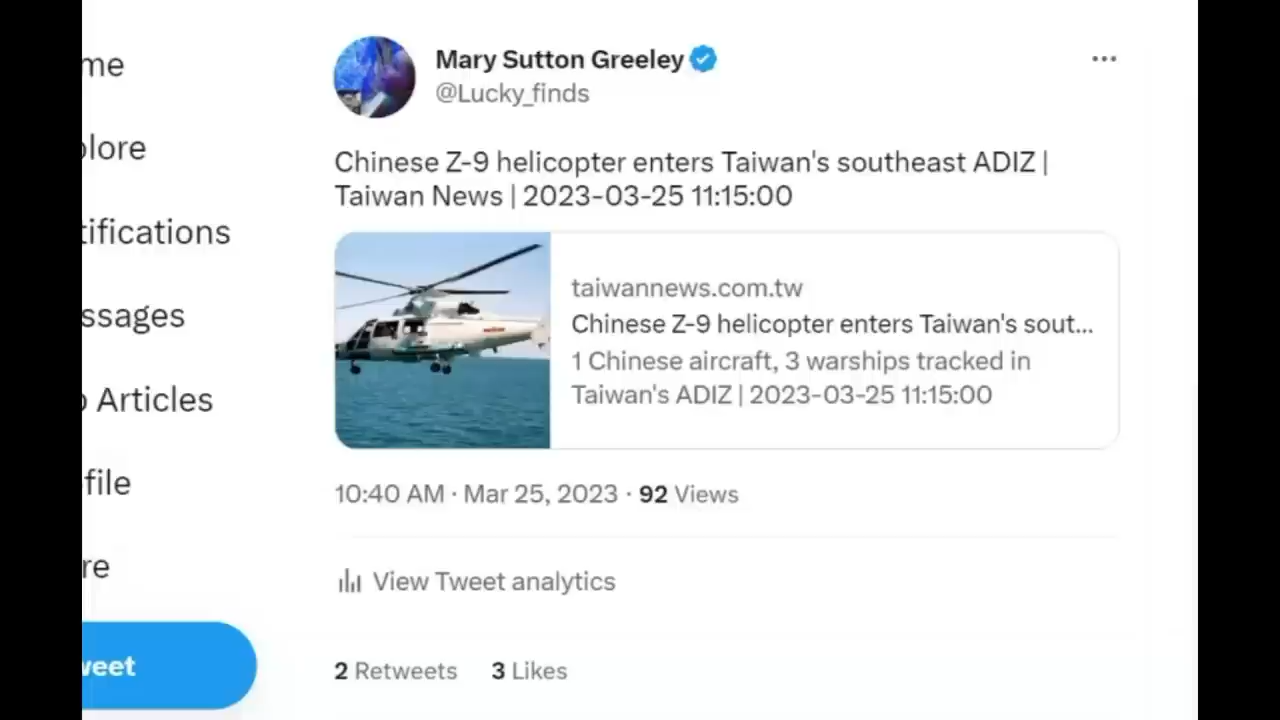 me
Mary Sutton Greeley
@Lucky_finds
plore
Chinese Z-9 helicopter enters Taiwan's southeast ADIZ |
Taiwan News | 2023-03-25 11:15:00
tifications
taiwannews.com.tw
ssages
Chinese Z-9 helicopter enters Taiwan's sout...
1 Chinese aircraft, 3 warships tracked in
Taiwan's ADIZ | 2023-03-25 11:15:00
Articles
file
10:40 AM · Mar 25, 2023 · 92 Views
re
View Tweet analytics
weet
2 Retweets 3 Likes